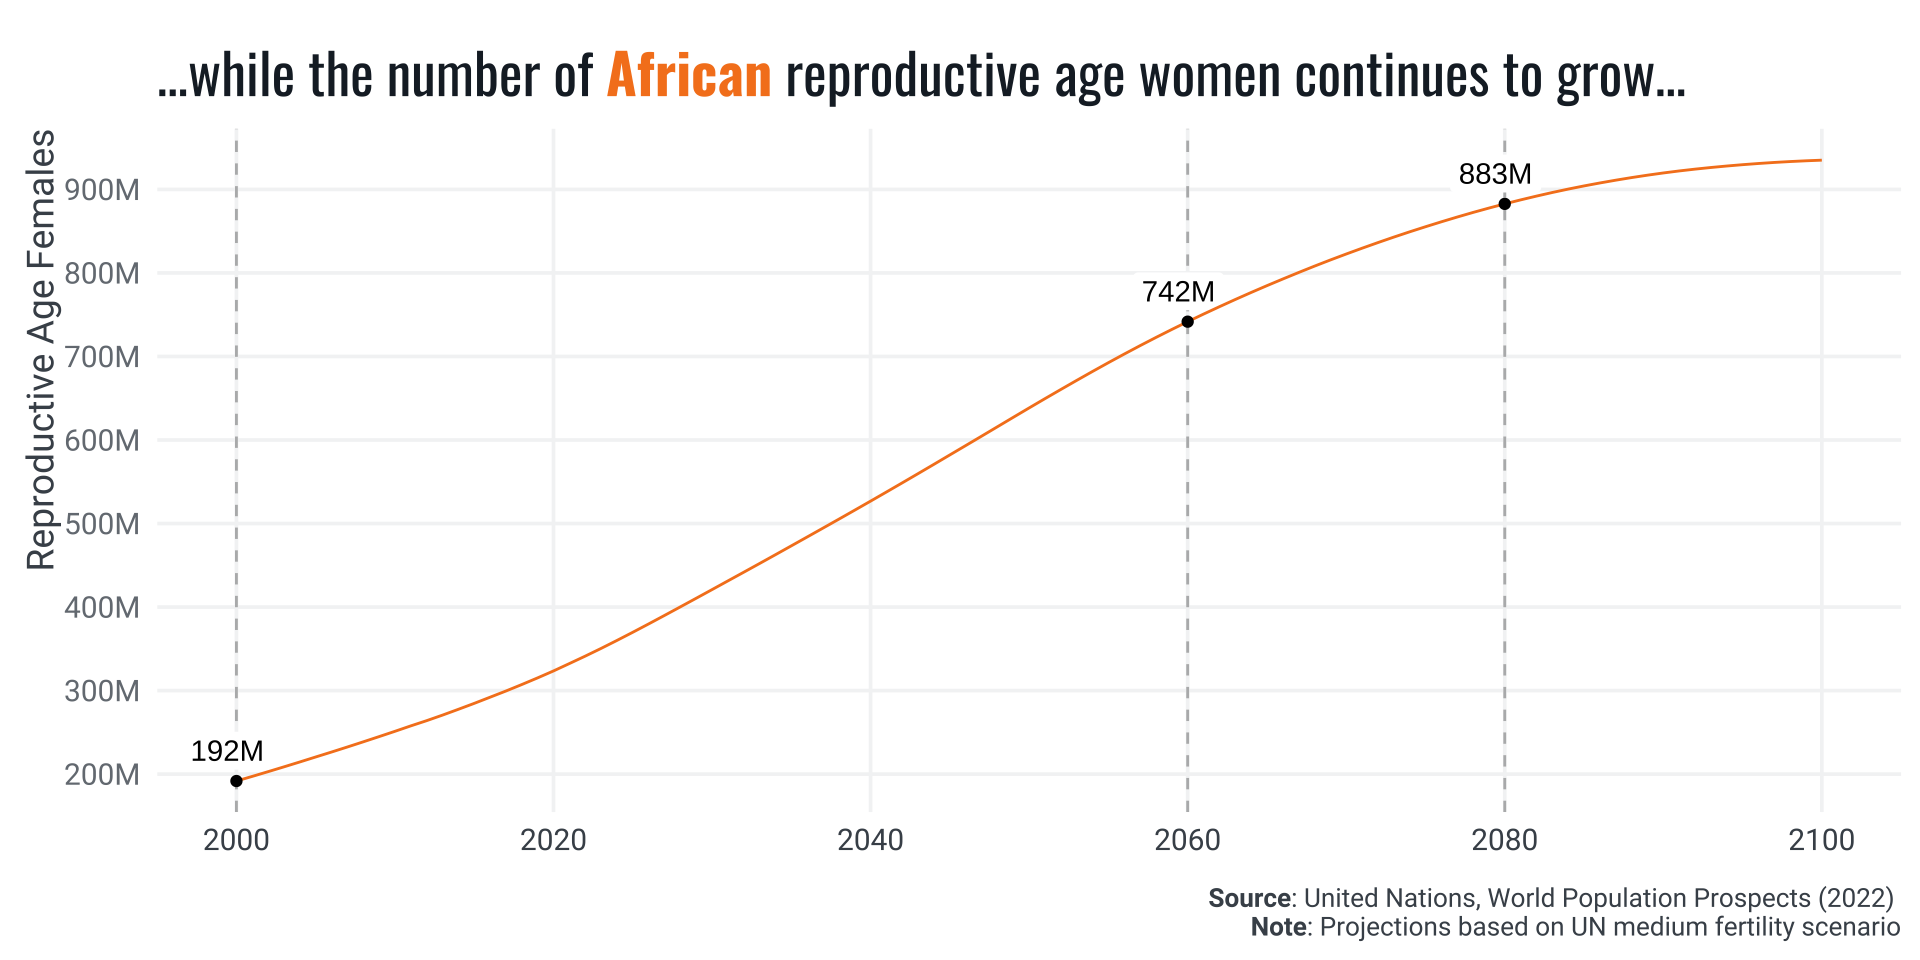 ...while the number of African reproductive age women continues to grow...
Reproductive Age Females
900M
800M
700M
600M
500M
400M
300M
200M
192M
742M
883M
2000
2020
2040
2060
2080
2100
Source: United Nations, World Population Prospects (2022)
Note: Projections based on UN medium fertility scenario